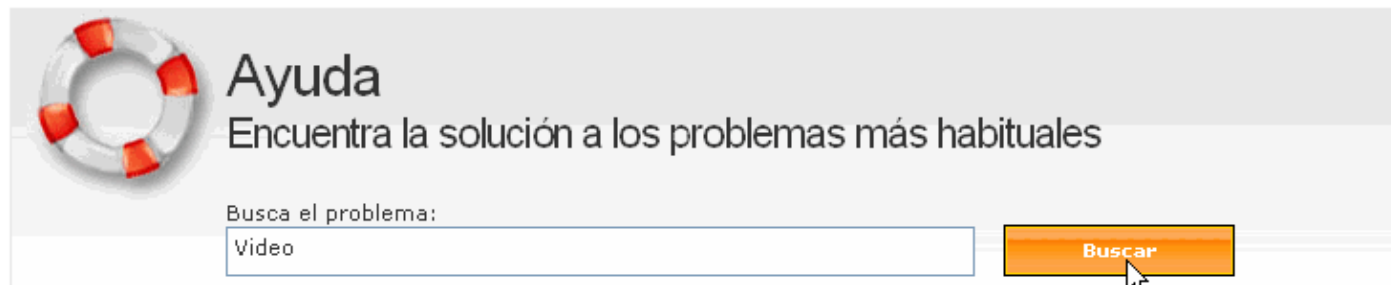 Ayuda
Encuentra la solución a los problemas más habituales
Busca el problema:
Video
Buscar